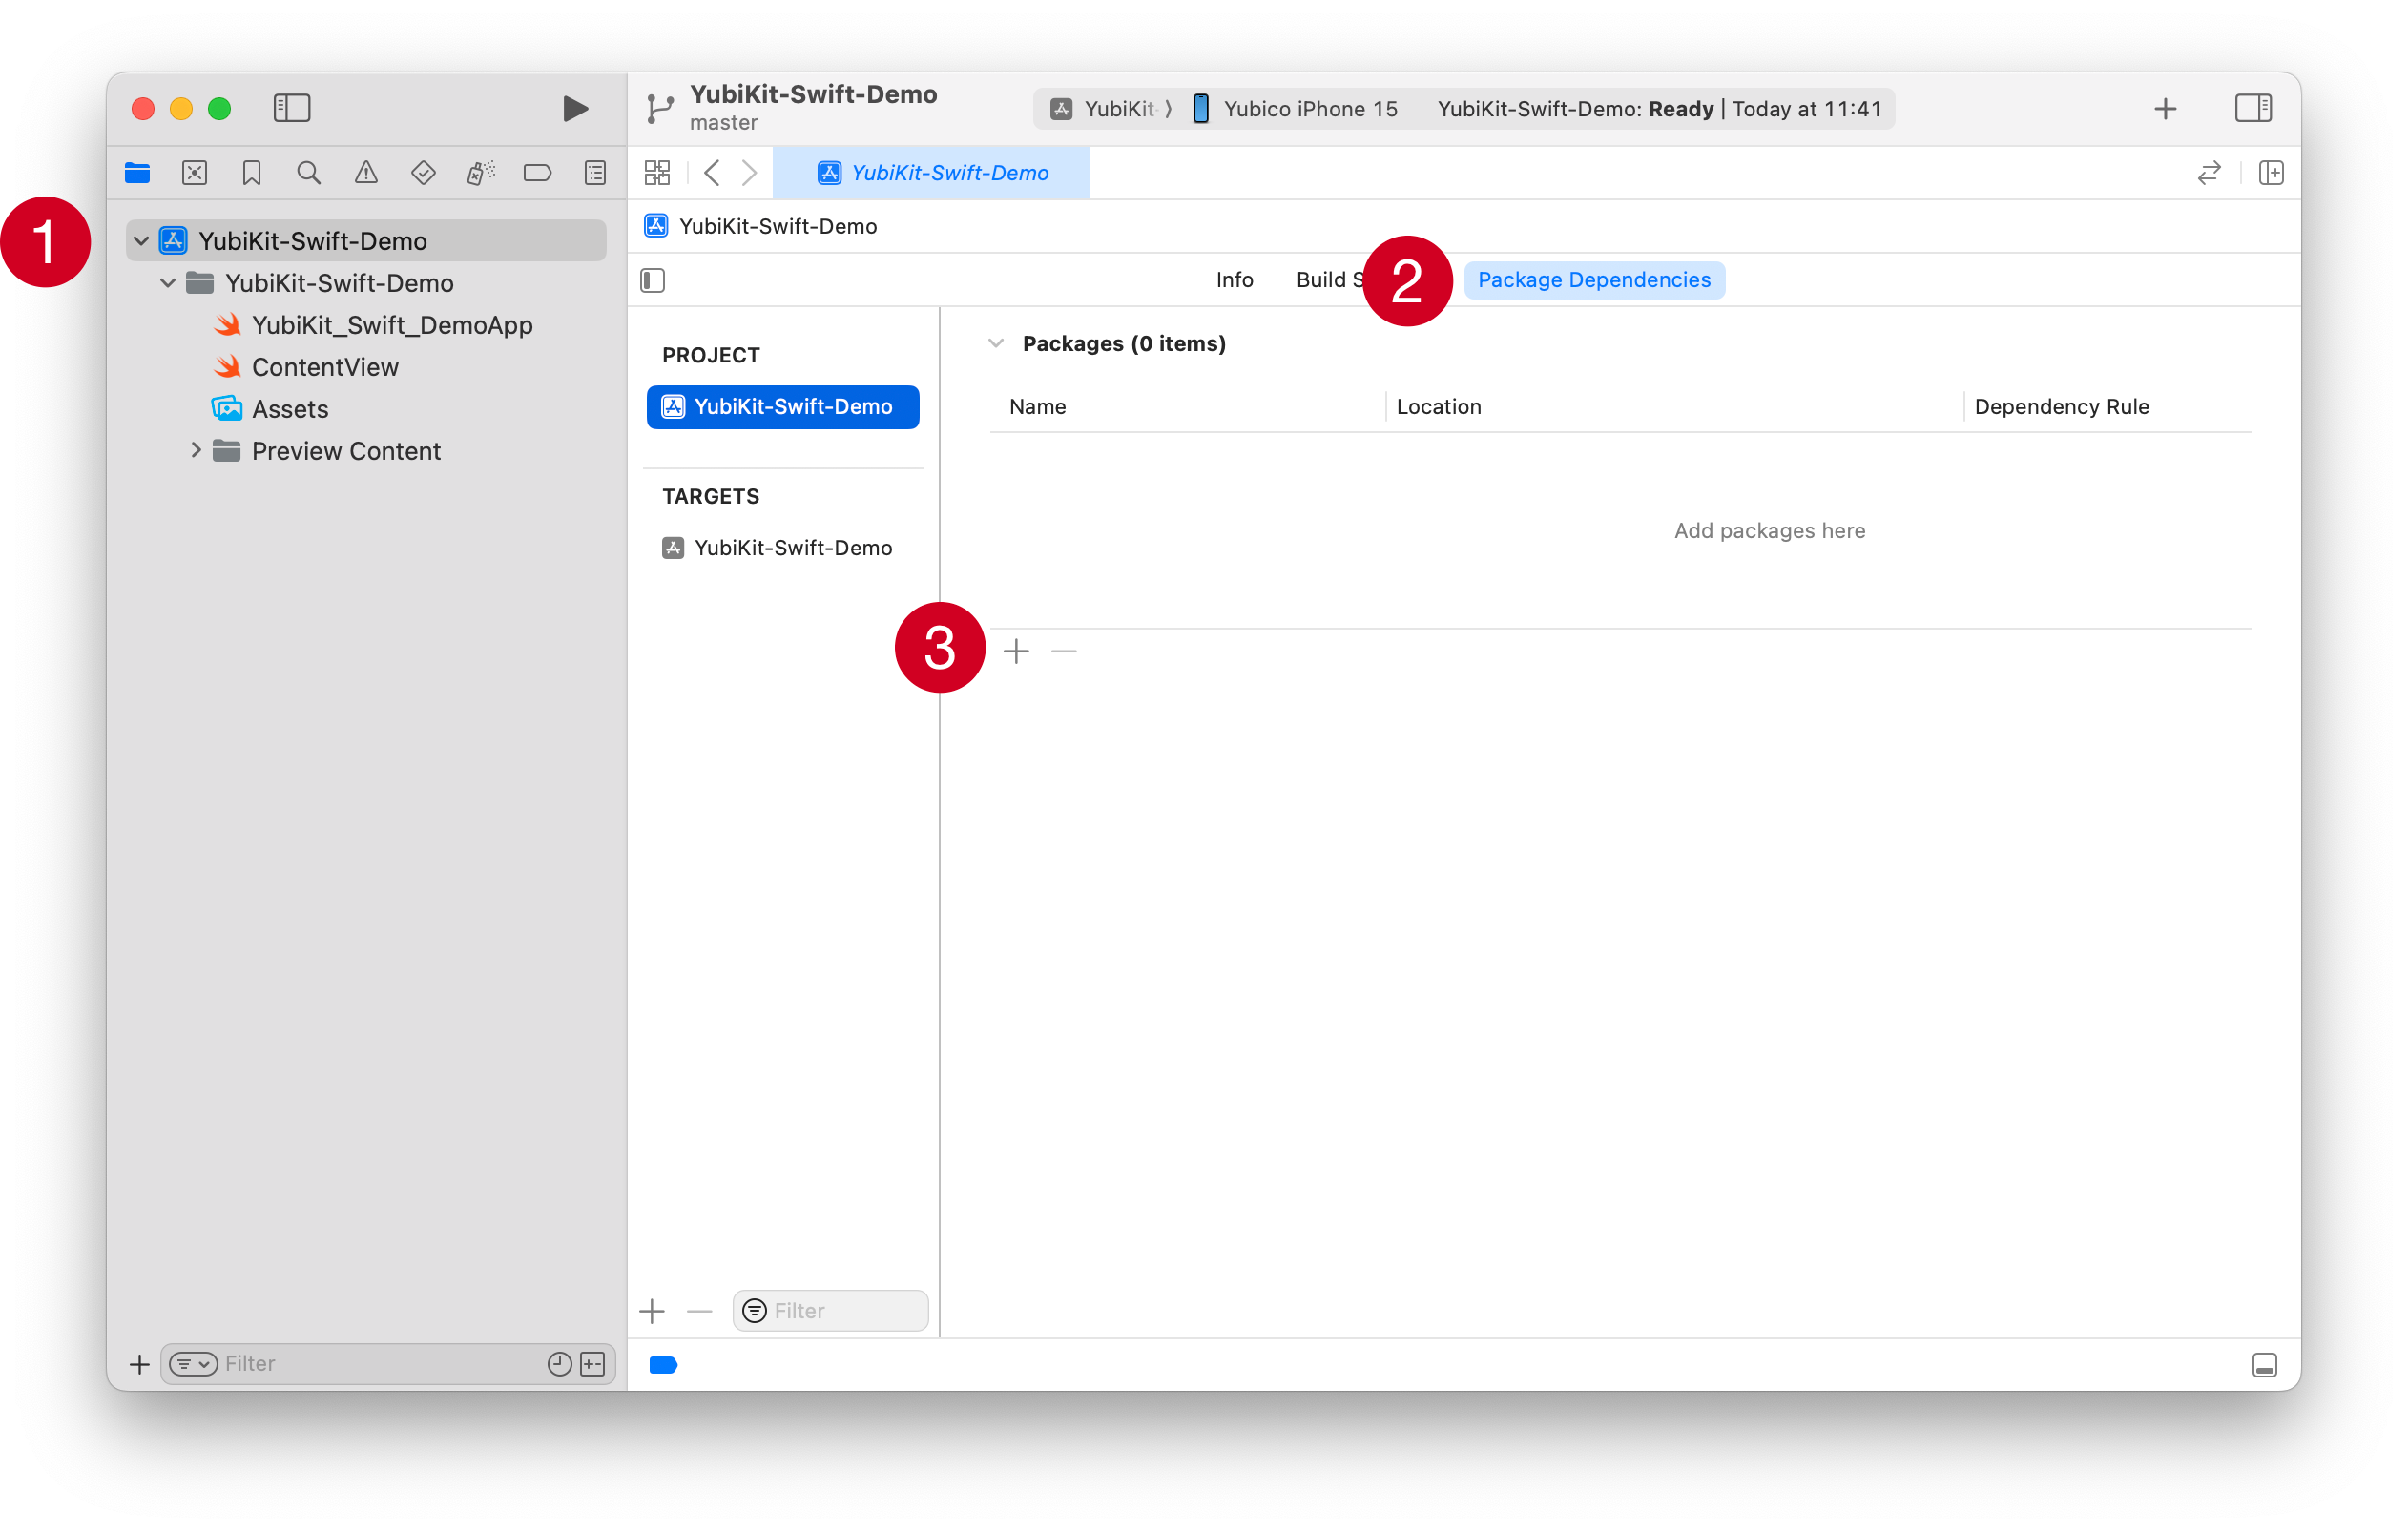 YubiKit-Swift-Demo
master
YubiKit-
Yubico iPhone 15
YubiKit-Swift-Demo: Ready | Today at 11:41
YubiKit-Swift-Demo
1
YubiKit-Swift-Demo
YubiKit-Swift-Demo
YubiKit_Swift_DemoApp
ContentView
Assets
Preview Content
Filter
YubiKit-Swift-Demo
Info
Build S
2
Package Dependencies
PROJECT
YubiKit-Swift-Demo
TARGETS
YubiKit-Swift-Demo
Filter
Packages (0 items)
Name
Location
Dependency Rule
Add packages here
3